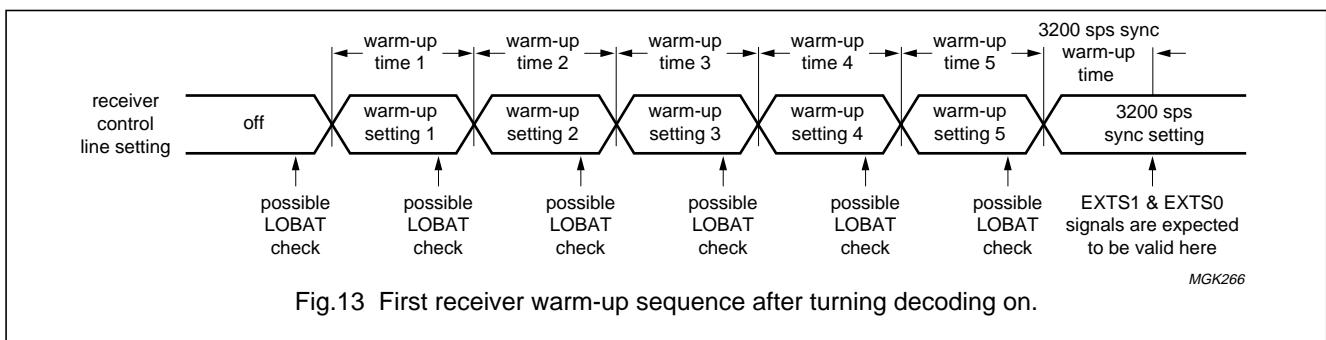 warm-up
time 1
warm-up
time 2
warm-up
time 3
warm-up
time 4
warm-up
time 5
3200 sps sync
warm-up
time
receiver
control
line setting
off
warm-up
setting 1
warm-up
setting 2
warm-up
setting 3
warm-up
setting 4
warm-up
setting 5
3200 sps
sync setting
possible
LOBAT
check
possible
LOBAT
check
possible
LOBAT
check
possible
LOBAT
check
possible
LOBAT
check
possible
LOBAT
check
EXTS1 & EXTS0
signals are expected
to be valid here
MGK266
Fig.13 First receiver warm-up sequence after turning decoding on.